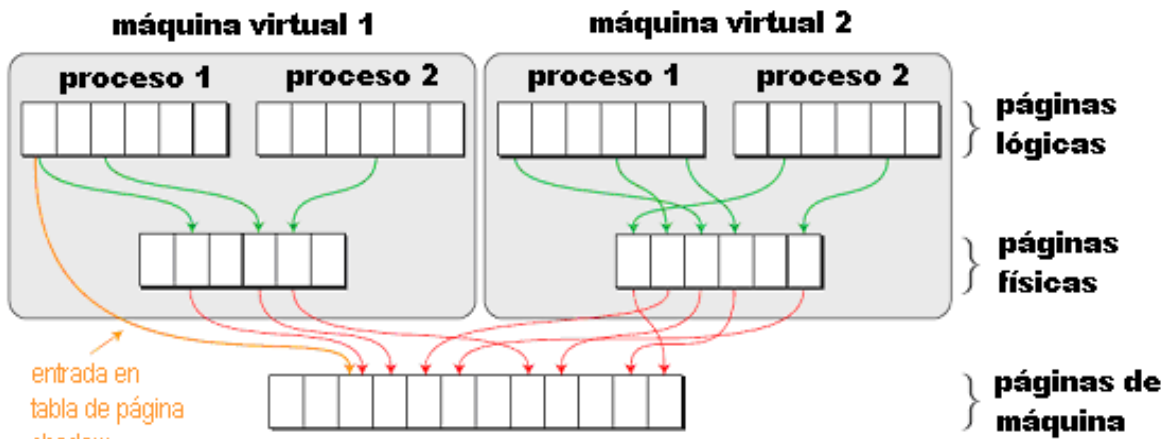 máquina virtual 1
máquina virtual 2
proceso 1
proceso 2
proceso 1
proceso 2
páginas
lógicas
páginas
físicas
entrada en
tabla de página
páginas de
máquina